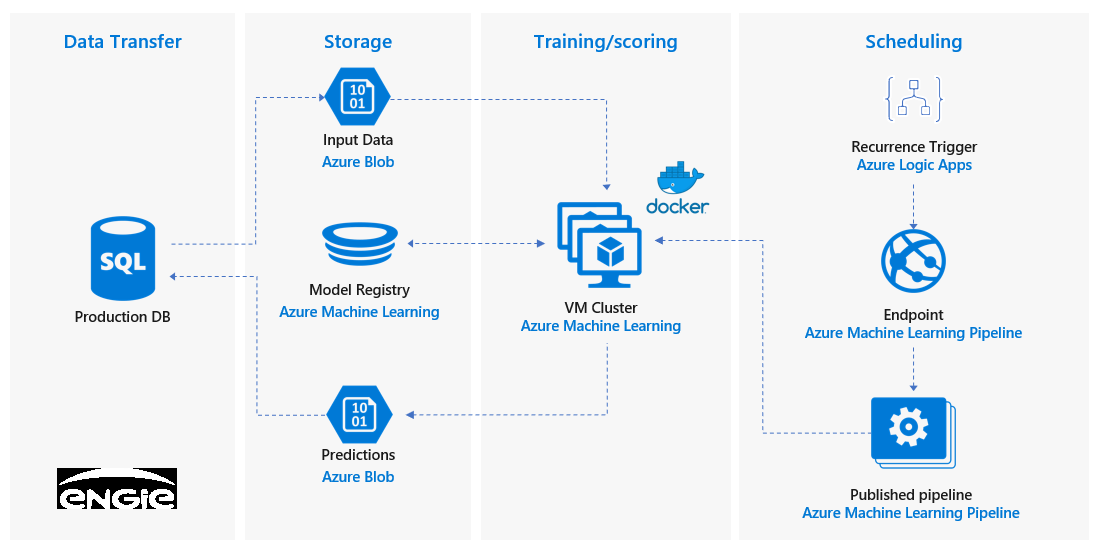 Data Transfer
Storage
Training/scoring
Scheduling
10
01
Input Data
Azure Blob
Recurrence Trigger
Azure Logic Apps
docker
SQL
Production DB
Model Registry
Azure Machine Learning
VM Cluster
Azure Machine Learning
Endpoint
Azure Machine Learning Pipeline
10
01
Predictions
Azure Blob
Published pipeline
Azure Machine Learning Pipeline
ENGIE